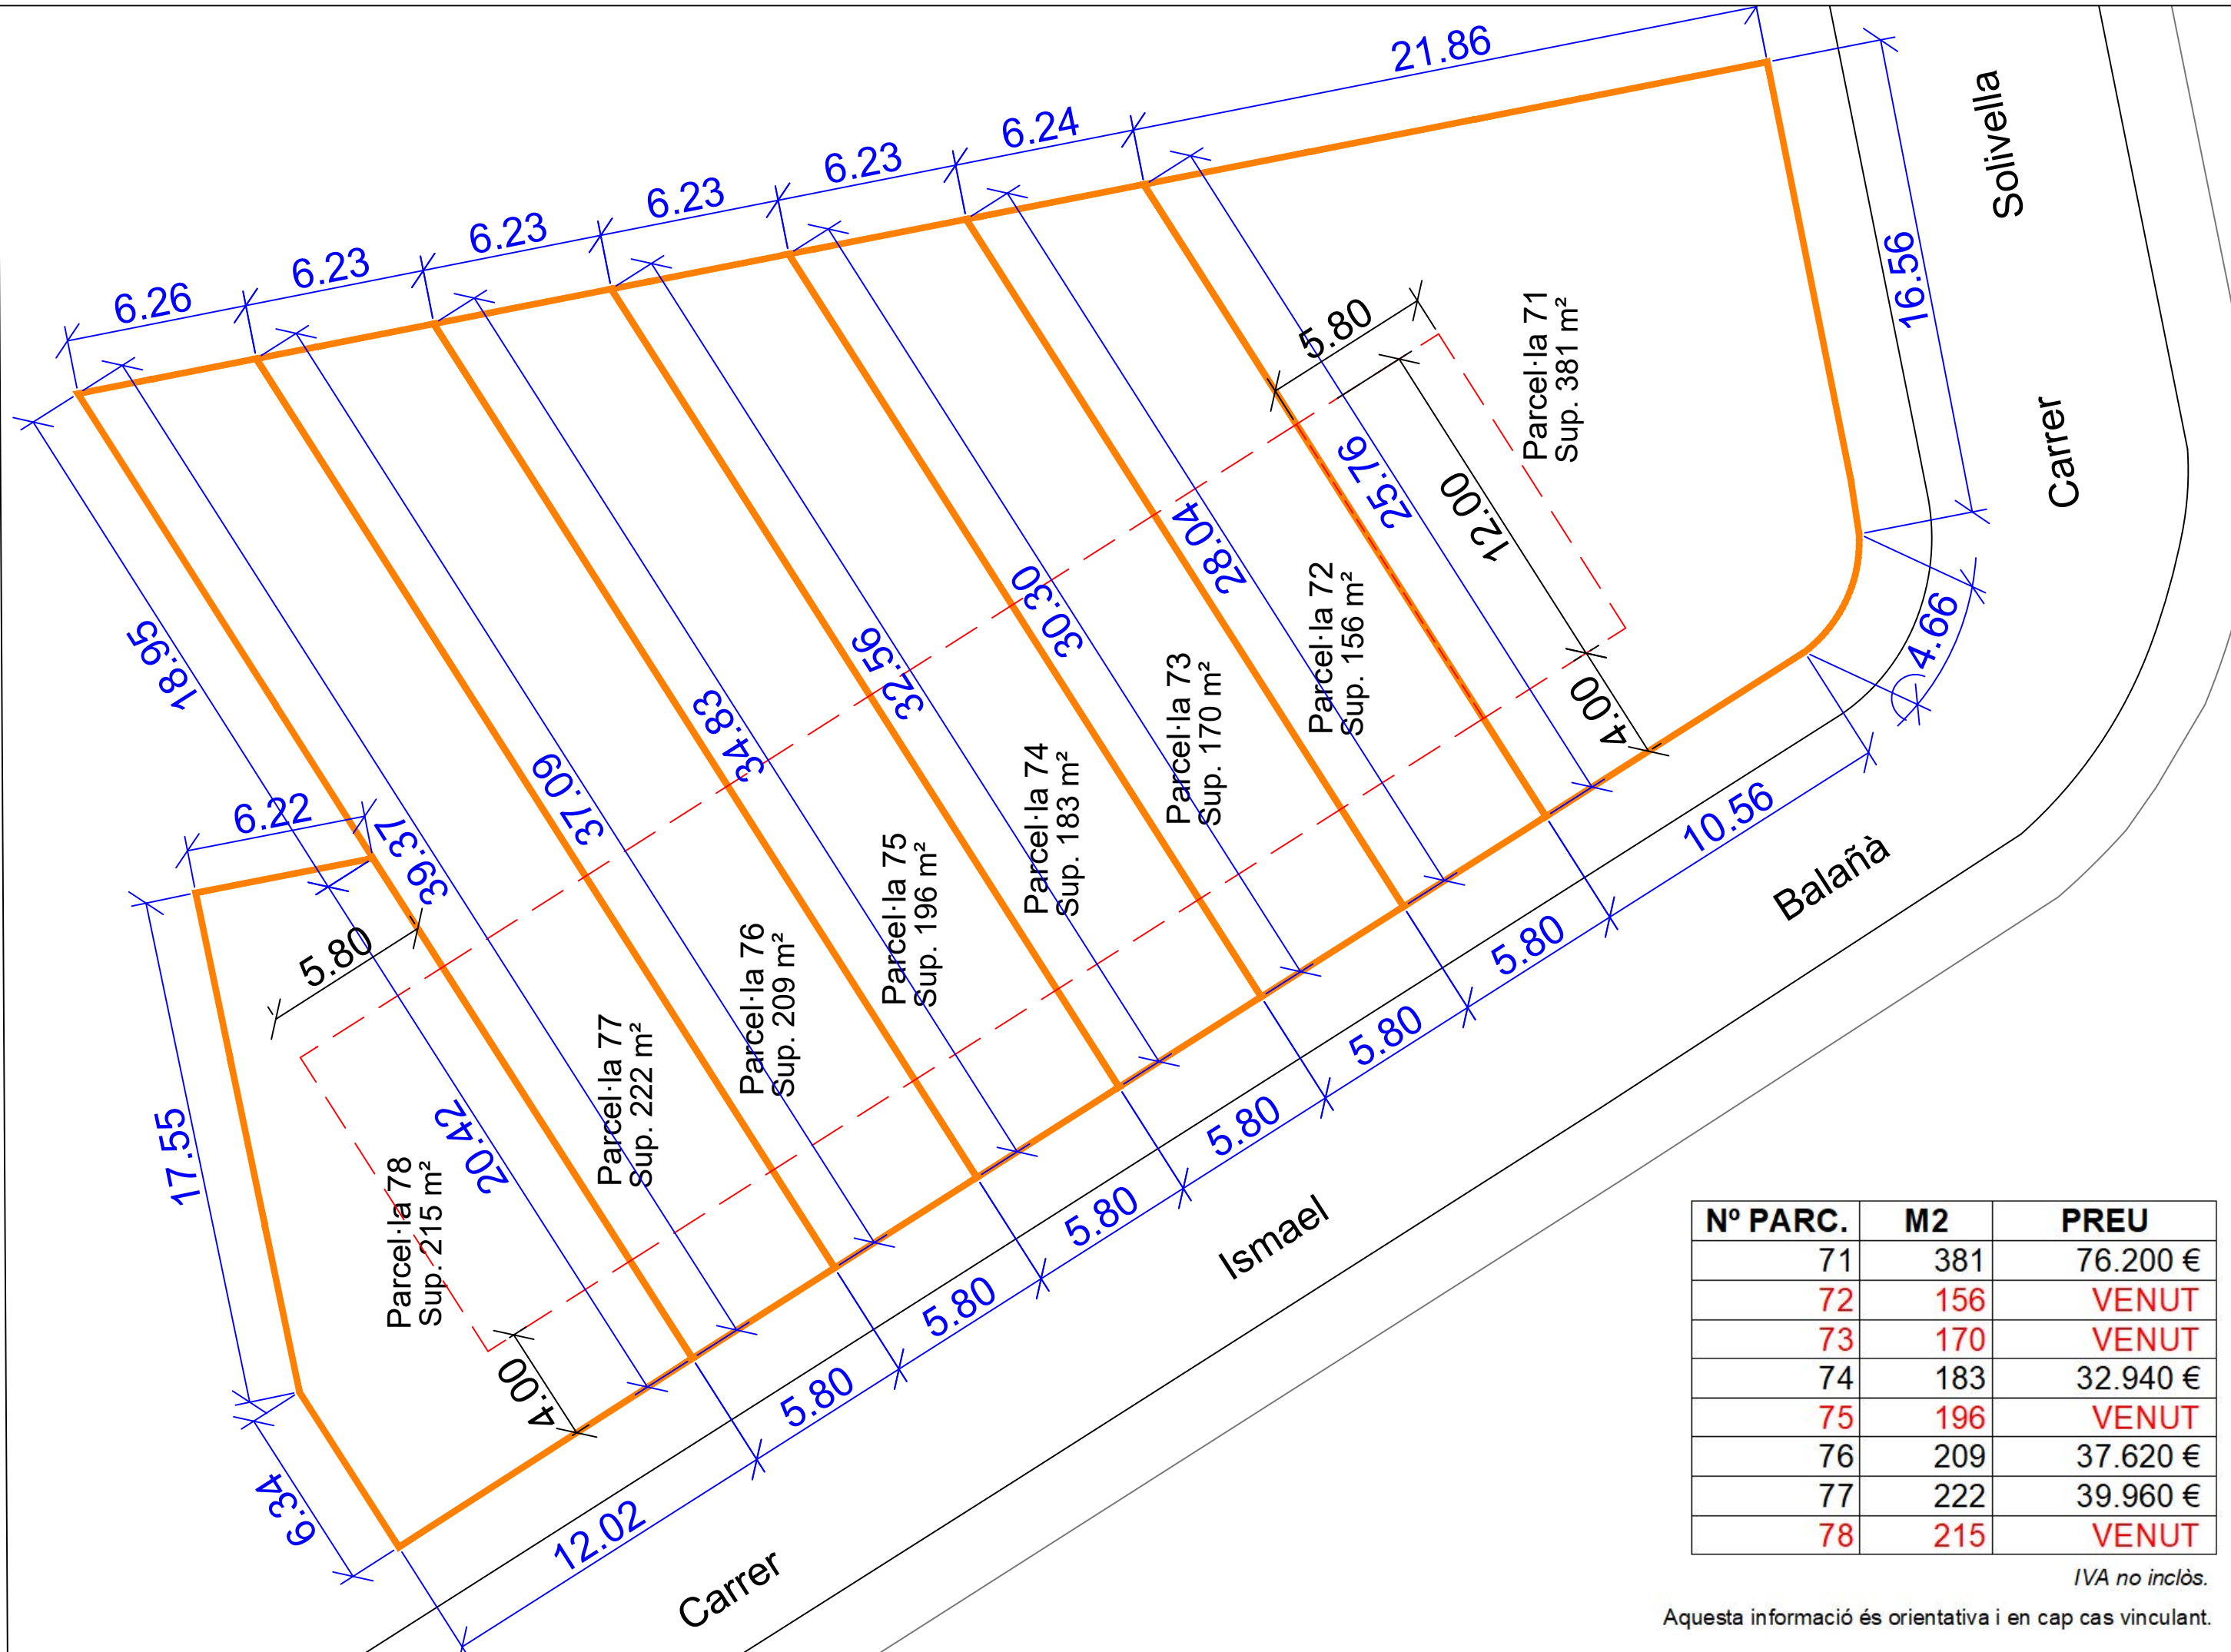 21.86
6.24
6.23
6.23
6.23
6.23
6.26
Solivella
Carrer
16.56
4.66
5.80
12.00
4.00
Parcel·la 71
Sup. 381 m²
25.76
Parcel·la 72
Sup. 156 m²
28.04
Parcel·la 73
Sup. 170 m²
30.30
Parcel·la 74
Sup. 183 m²
32.56
Parcel·la 75
Sup. 196 m²
34.83
Parcel·la 76
Sup. 209 m²
37.09
Parcel·la 77
Sup. 222 m²
39.37
18.95
6.22
5.80
20.42
Parcel·la 78
Sup. 215 m²
17.55
4.00
6.34
12.02
5.80
5.80
5.80
5.80
5.80
5.80
10.56
Carrer
Ismael
Balañà
Nº PARC. M2 PREU
71 381 76.200 €
72 156 VENUT
73 170 VENUT
74 183 32.940 €
75 196 VENUT
76 209 37.620 €
77 222 39.960 €
78 215 VENUT
IVA no inclòs.
Aquesta informació és orientativa i en cap cas vinculant.